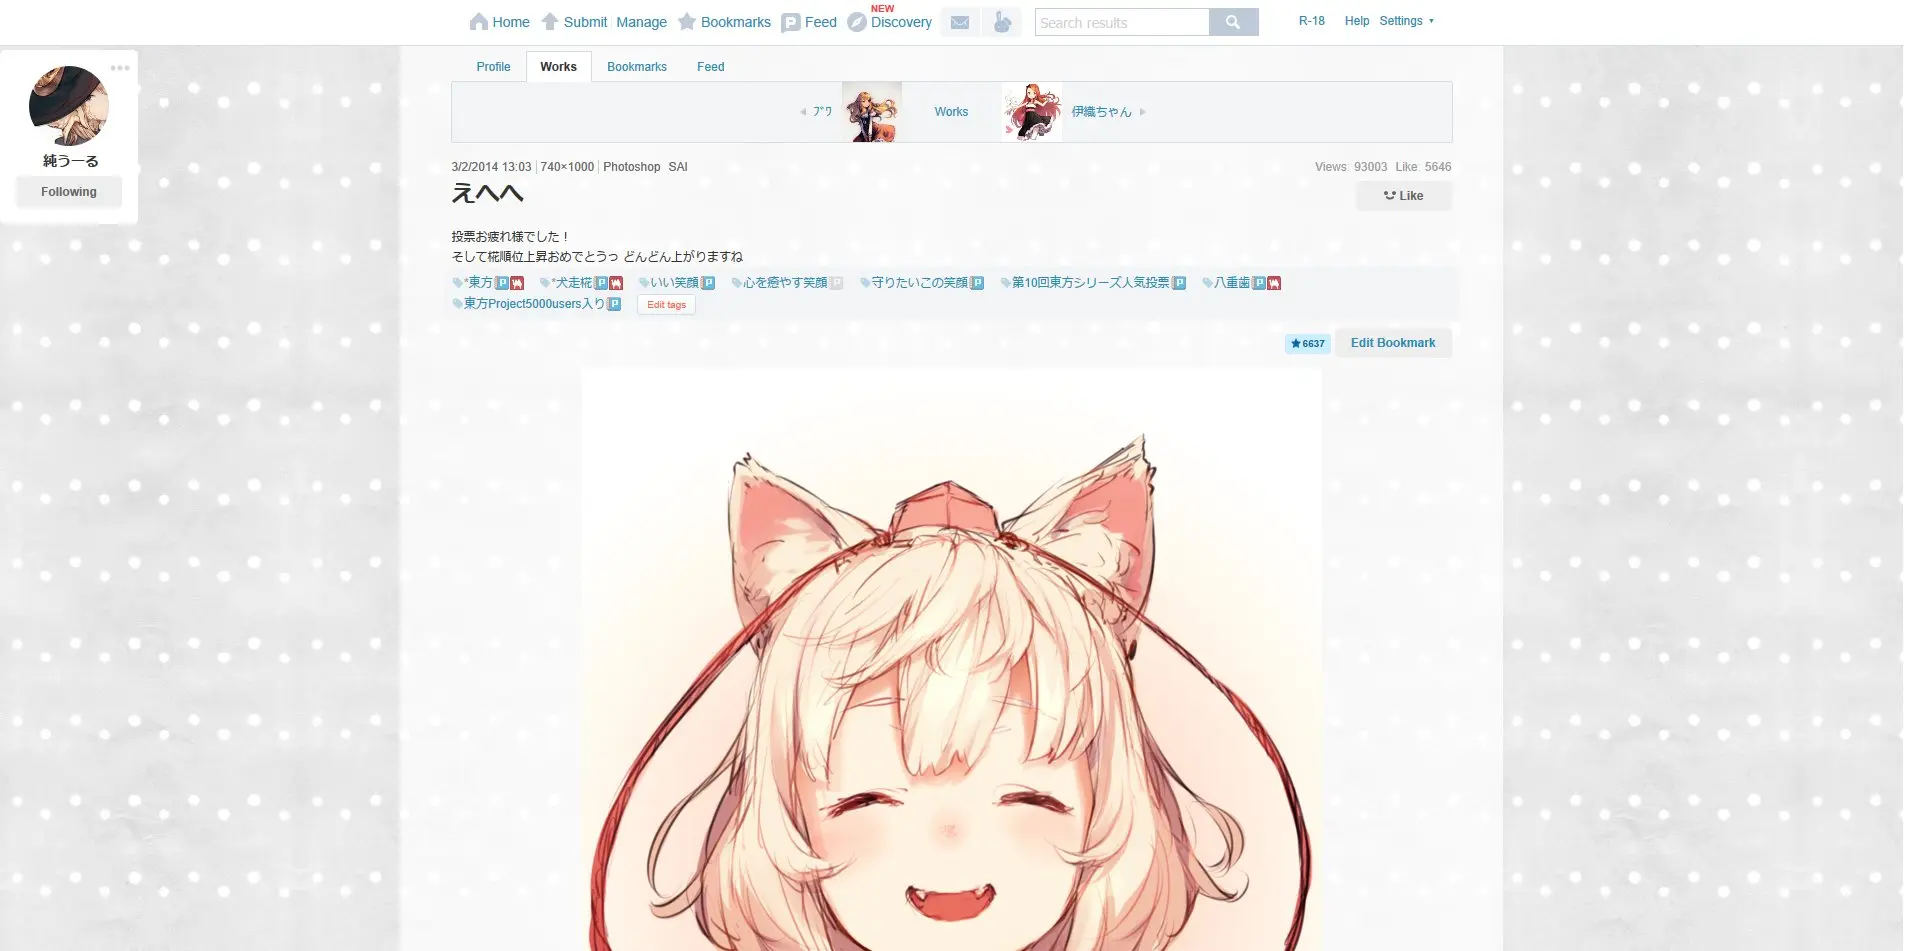 Home Submit Manage Bookmarks Feed NEW Discovery Search results R-18 Help Settings
Profile Works Bookmarks Feed
ﾌﾞﾜ Works 伊織ちゃん
純うーる
Following
3/2/2014 13:03 740×1000 Photoshop SAI
Views 93003 Like 5646
えへへ
Like
投票お疲れ様でした！
そして椛順位上昇おめでとうっ どんどん上がりますね
*東方 *犬走椛 いい笑顔 心を癒やす笑顔 守りたいこの笑顔 第10回東方シリーズ人気投票 八重歯
東方Project5000users入り Edit tags
6637 Edit Bookmark